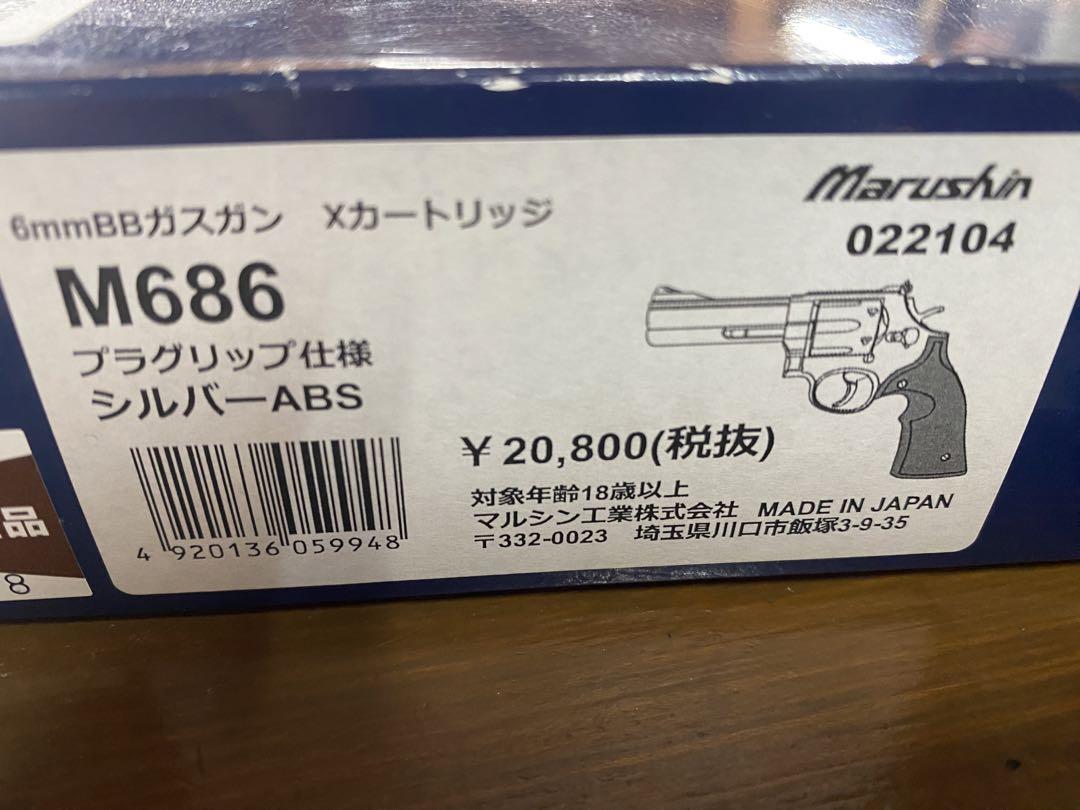 Marushin
022104
6mmBBガスガン Xカートリッジ
M686
プラグリップ仕様
シルバーABS
¥20,800(税抜)
対象年齢18歳以上
マルシン工業株式会社 MADE IN JAPAN
〒332-0023 埼玉県川口市飯塚3-9-35
4 920136 059948
品
8